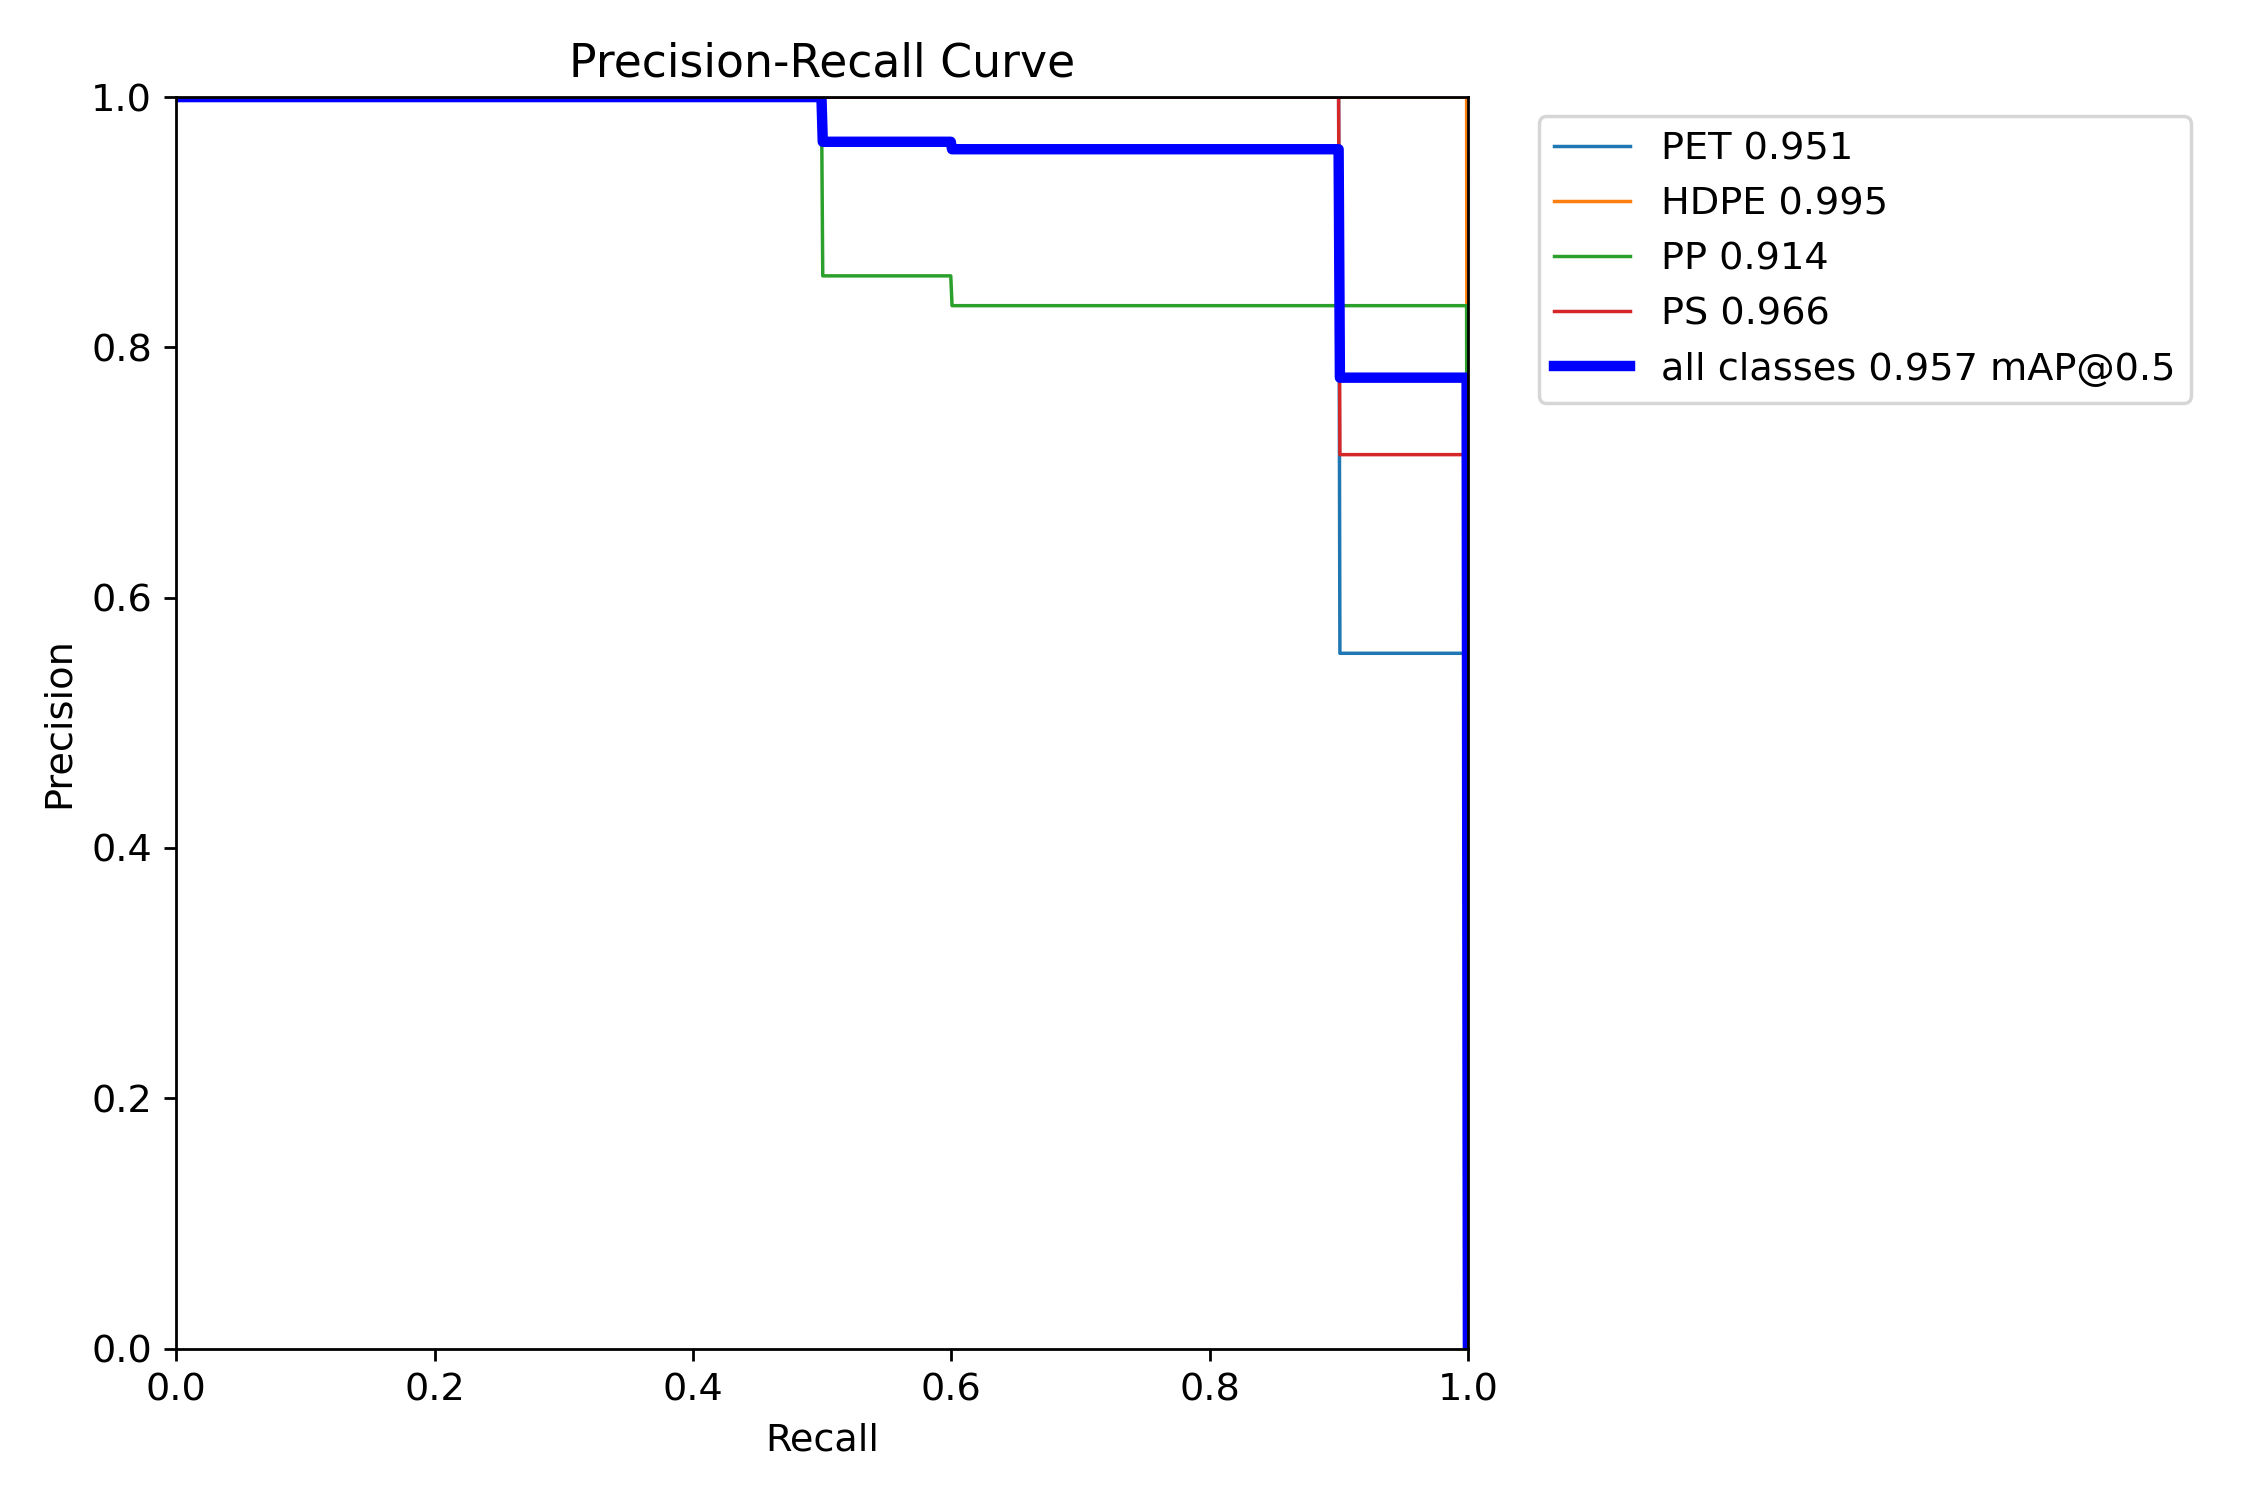 Precision-Recall Curve
1.0
0.8
0.6
0.4
0.2
0.0
Precision
0.0 0.2 0.4 0.6 0.8 1.0
Recall
PET 0.951
HDPE 0.995
PP 0.914
PS 0.966
all classes 0.957 mAP@0.5